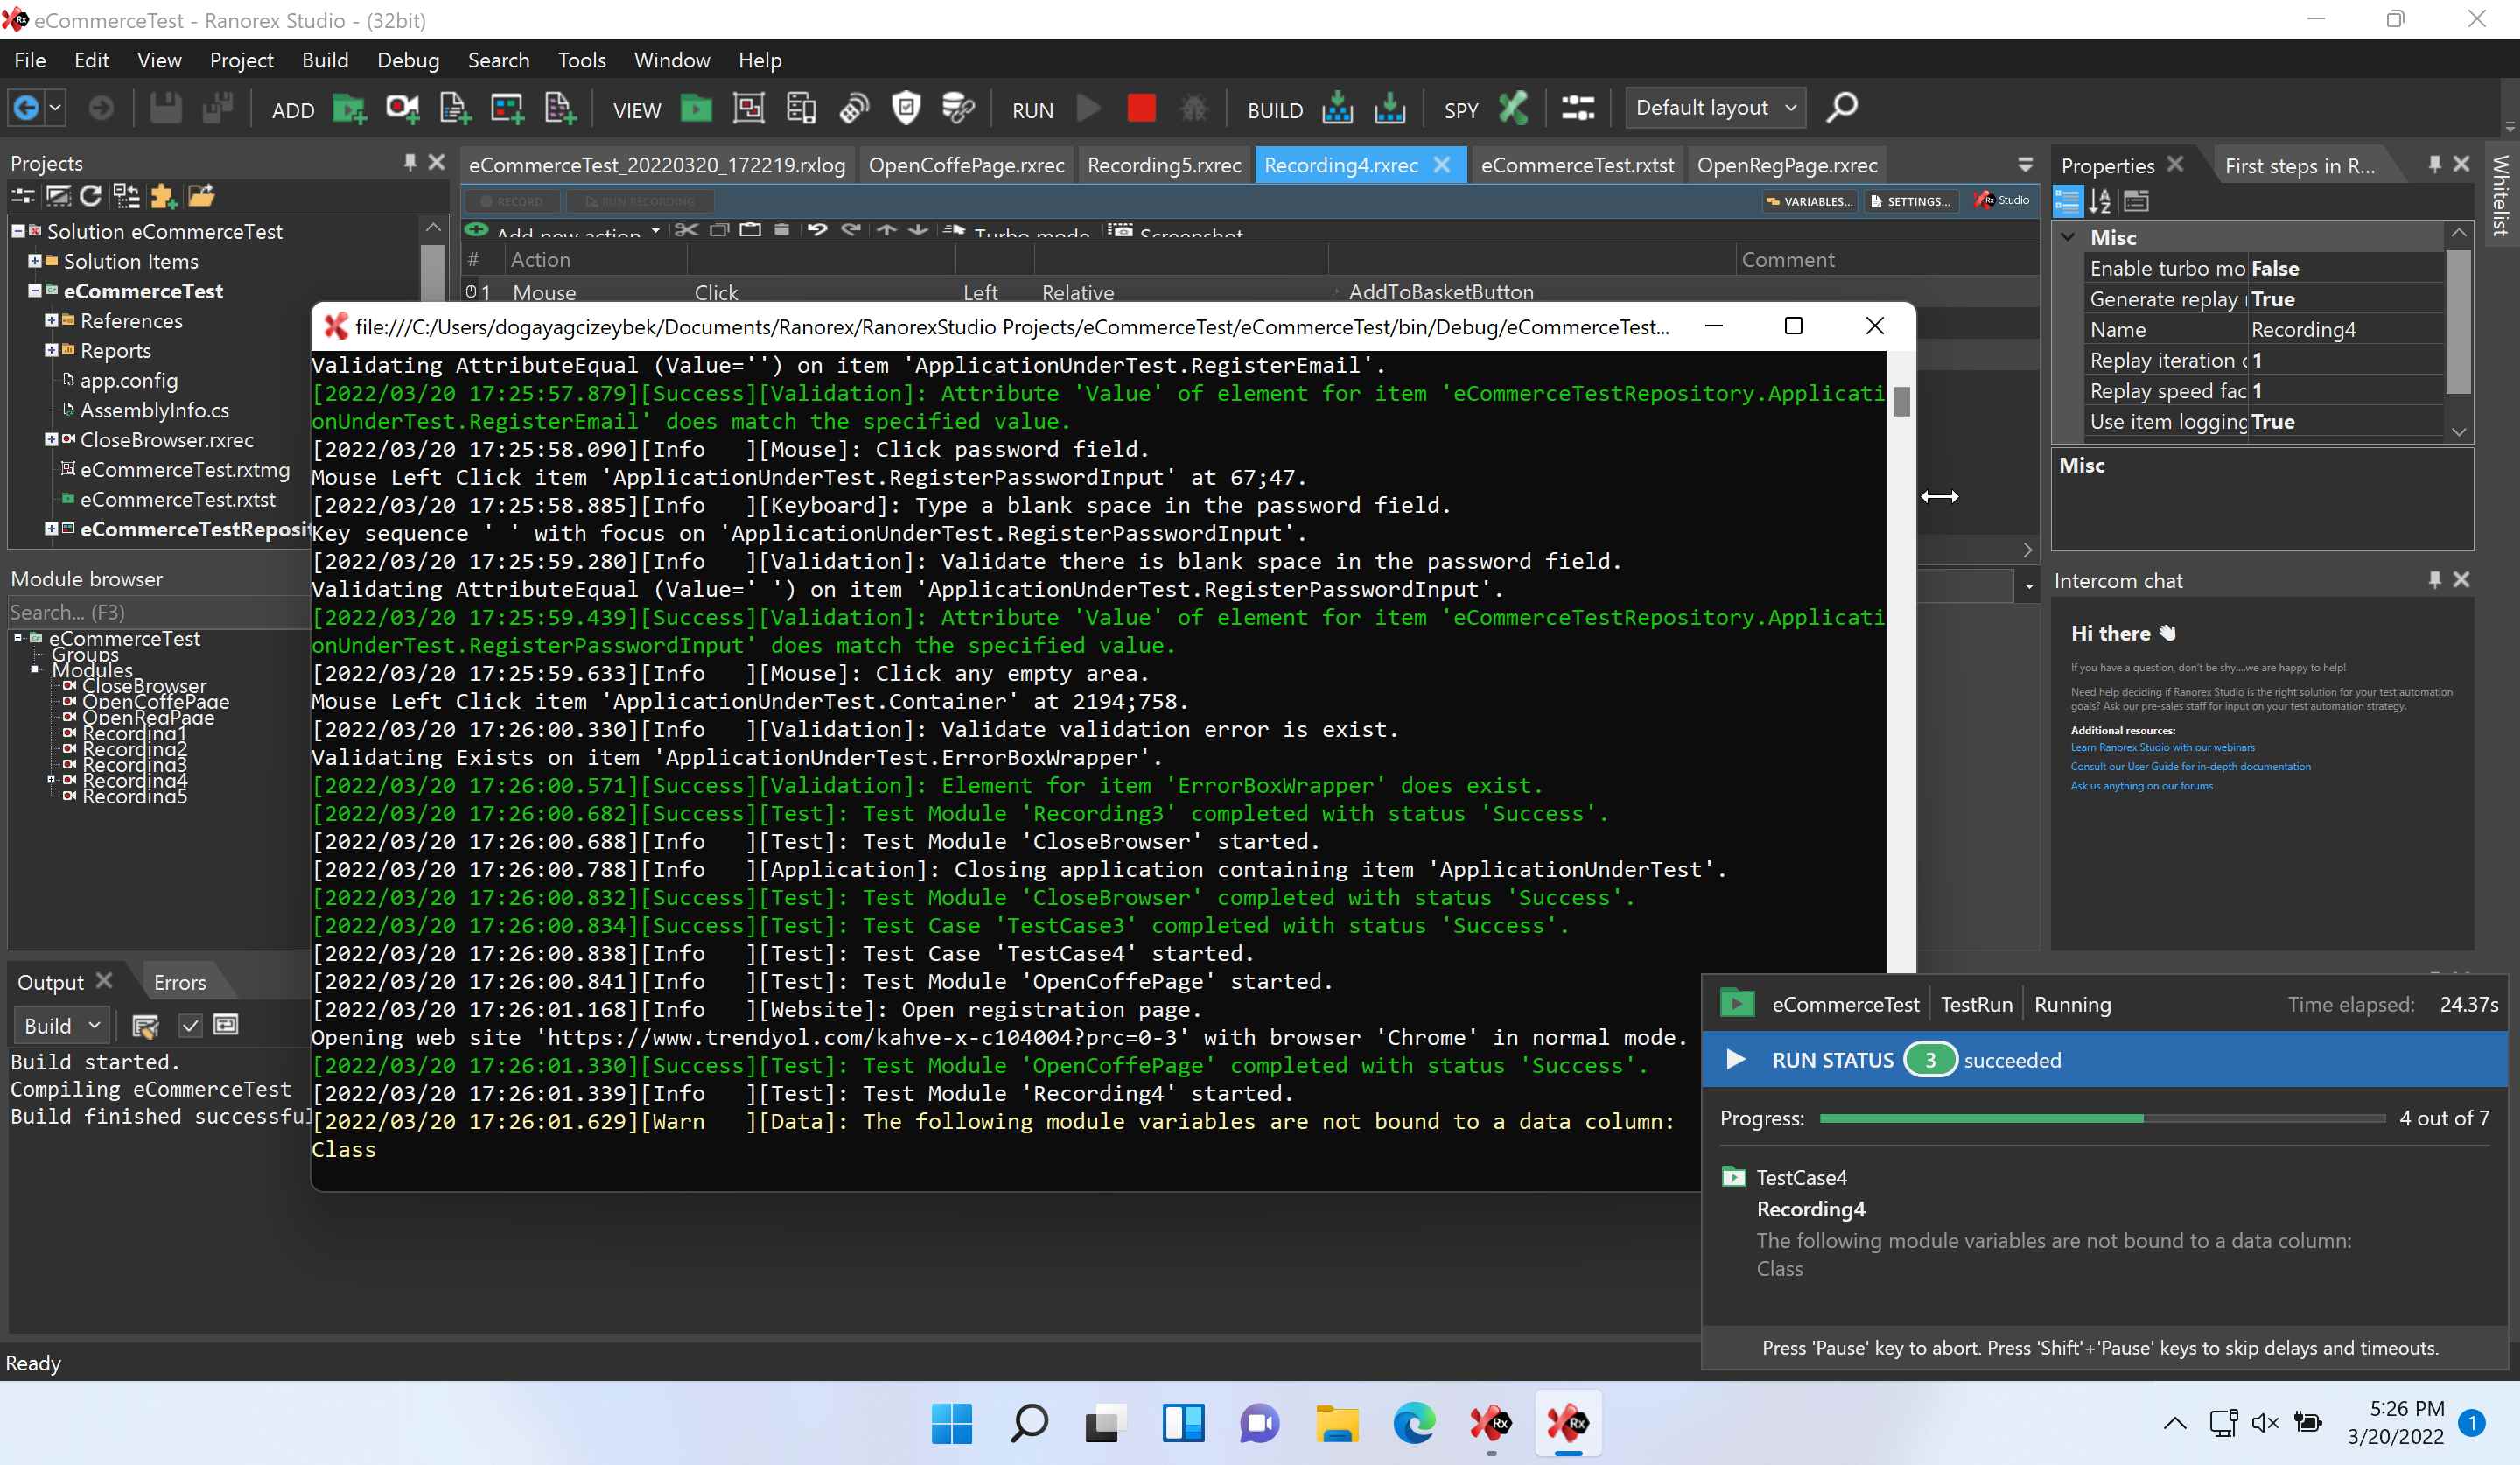 eCommerceTest - Ranorex Studio - (32bit)
File Edit View Project Build Debug Search Tools Window Help
ADD VIEW RUN BUILD SPY Default layout
Projects
eCommerceTest_20220320_172219.rxlog OpenCoffePage.rxrec Recording5.rxrec Recording4.rxrec eCommerceTest.rxtst OpenRegPage.rxrec
Properties First steps in R...
Whitelist
RECORD RUN RECORDING VARIABLES... SETTINGS... Studio
Add new action Turbo mode Screenshot
# Action Comment
1 Mouse Click Left Relative AddToBasketButton
Solution eCommerceTest
Solution Items
eCommerceTest
References
Reports
app.config
AssemblyInfo.cs
CloseBrowser.rxrec
eCommerceTest.rxtmg
eCommerceTest.rxtst
eCommerceTestReposit
Misc
Enable turbo mo False
Generate replay True
Name Recording4
Replay iteration c 1
Replay speed fac 1
Use item logging True
Misc
Module browser
Search... (F3)
eCommerceTest
Groups
Modules
CloseBrowser
OpenCoffePage
OpenRegPage
Recording1
Recording2
Recording3
Recording4
Recording5
file:///C:/Users/dogayagcizeybek/Documents/Ranorex/RanorexStudio Projects/eCommerceTest/eCommerceTest/bin/Debug/eCommerceTest...
Validating AttributeEqual (Value='') on item 'ApplicationUnderTest.RegisterEmail'.
[2022/03/20 17:25:57.879][Success][Validation]: Attribute 'Value' of element for item 'eCommerceTestRepository.Applicati
onUnderTest.RegisterEmail' does match the specified value.
[2022/03/20 17:25:58.090][Info   ][Mouse]: Click password field.
Mouse Left Click item 'ApplicationUnderTest.RegisterPasswordInput' at 67;47.
[2022/03/20 17:25:58.885][Info   ][Keyboard]: Type a blank space in the password field.
Key sequence ' ' with focus on 'ApplicationUnderTest.RegisterPasswordInput'.
[2022/03/20 17:25:59.280][Info   ][Validation]: Validate there is blank space in the password field.
Validating AttributeEqual (Value=' ') on item 'ApplicationUnderTest.RegisterPasswordInput'.
[2022/03/20 17:25:59.439][Success][Validation]: Attribute 'Value' of element for item 'eCommerceTestRepository.Applicati
onUnderTest.RegisterPasswordInput' does match the specified value.
[2022/03/20 17:25:59.633][Info   ][Mouse]: Click any empty area.
Mouse Left Click item 'ApplicationUnderTest.Container' at 2194;758.
[2022/03/20 17:26:00.330][Info   ][Validation]: Validate validation error is exist.
Validating Exists on item 'ApplicationUnderTest.ErrorBoxWrapper'.
[2022/03/20 17:26:00.571][Success][Validation]: Element for item 'ErrorBoxWrapper' does exist.
[2022/03/20 17:26:00.682][Success][Test]: Test Module 'Recording3' completed with status 'Success'.
[2022/03/20 17:26:00.688][Info   ][Test]: Test Module 'CloseBrowser' started.
[2022/03/20 17:26:00.788][Info   ][Application]: Closing application containing item 'ApplicationUnderTest'.
[2022/03/20 17:26:00.832][Success][Test]: Test Module 'CloseBrowser' completed with status 'Success'.
[2022/03/20 17:26:00.834][Success][Test]: Test Case 'TestCase3' completed with status 'Success'.
[2022/03/20 17:26:00.838][Info   ][Test]: Test Case 'TestCase4' started.
[2022/03/20 17:26:00.841][Info   ][Test]: Test Module 'OpenCoffePage' started.
[2022/03/20 17:26:01.168][Info   ][Website]: Open registration page.
Opening web site 'https://www.trendyol.com/kahve-x-c104004?prc=0-3' with browser 'Chrome' in normal mode.
[2022/03/20 17:26:01.330][Success][Test]: Test Module 'OpenCoffePage' completed with status 'Success'.
[2022/03/20 17:26:01.339][Info   ][Test]: Test Module 'Recording4' started.
[2022/03/20 17:26:01.629][Warn   ][Data]: The following module variables are not bound to a data column:
Class
Intercom chat
Hi there 👋
If you have a question, don't be shy....we are happy to help!
Need help deciding if Ranorex Studio is the right solution for your test automation
goals? Ask our pre-sales staff for input on your test automation strategy.
Additional resources:
Learn Ranorex Studio with our webinars
Consult our User Guide for in-depth documentation
Ask us anything on our forums
Output Errors
Build
Build started.
Compiling eCommerceTest
Build finished successful
eCommerceTest TestRun Running Time elapsed: 24.37s
RUN STATUS 3 succeeded
Progress: 4 out of 7
TestCase4
Recording4
The following module variables are not bound to a data column:
Class
Press 'Pause' key to abort. Press 'Shift'+'Pause' keys to skip delays and timeouts.
Ready
5:26 PM
3/20/2022
1